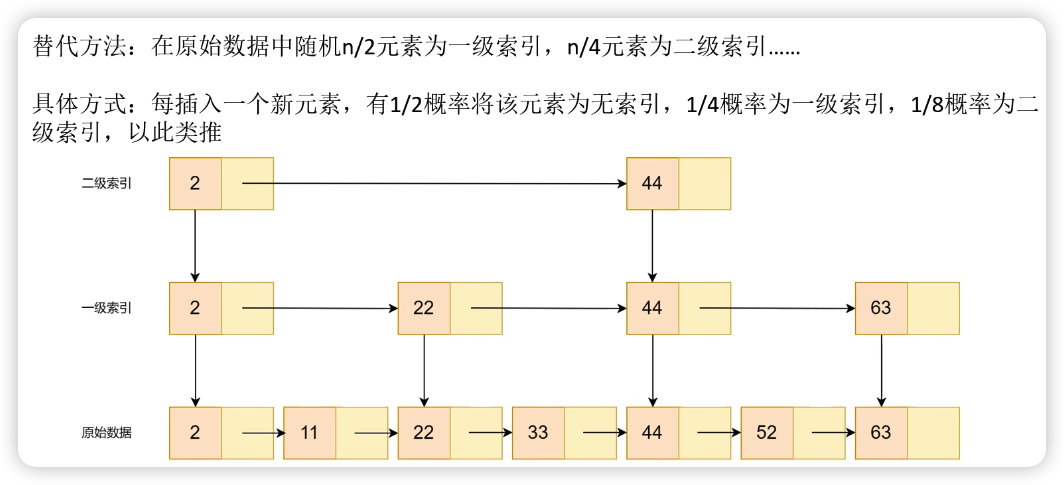 替代方法：在原始数据中随机n/2元素为一级索引，n/4元素为二级索引……
具体方式：每插入一个新元素，有1/2概率将该元素为无索引，1/4概率为一级索引，1/8概率为二
级索引，以此类推
二级索引 2 44
一级索引 2 22 44 63
原始数据 2 11 22 33 44 52 63